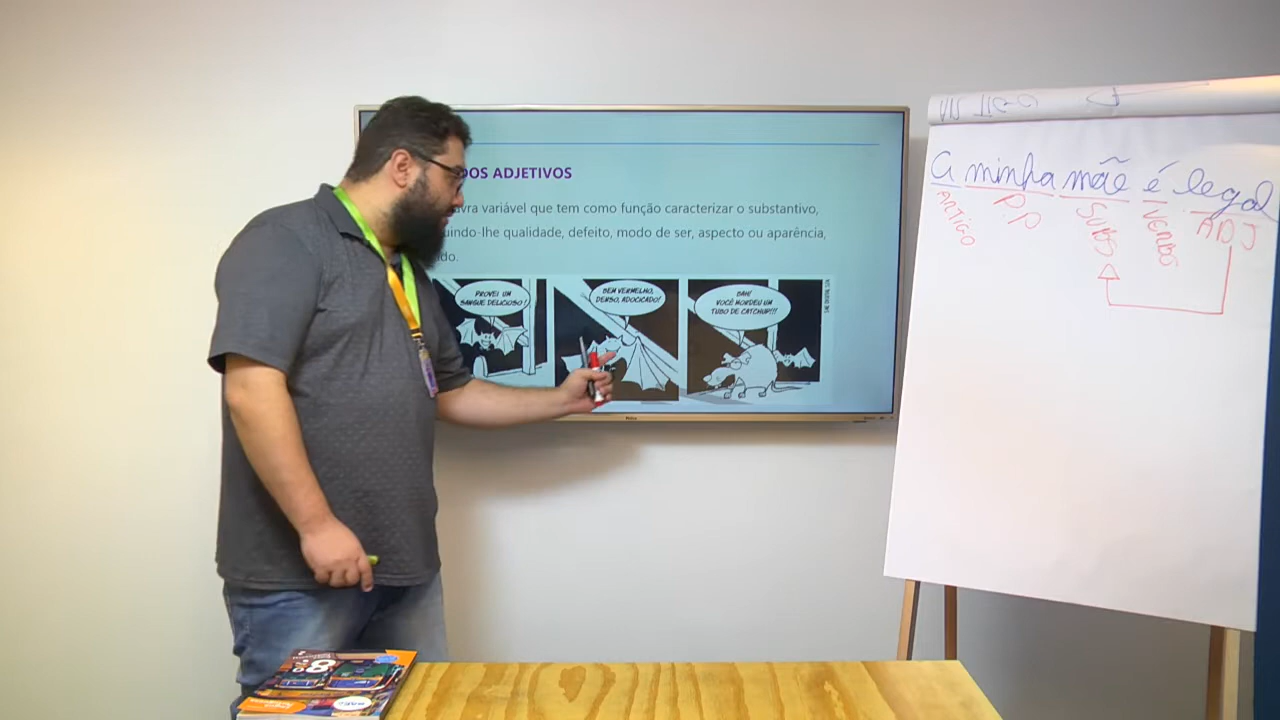 DOS ADJETIVOS
avra variável que tem como função caracterizar o substantivo,
uindo-lhe qualidade, defeito, modo de ser, aspecto ou aparência,
do.
PROVEI UM
SANGUE DELICIOSO!
BEM VERMELHO,
DENSO, ADOCICADO!
BAH!
VOCÊ MORDEU UM
TUBO DE CATCHUP!!!
a minha mãe é legal
ARTIGO P.P SUBS VERBO ADJ
8º